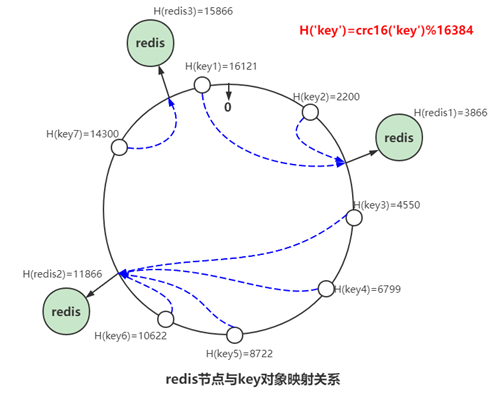 H(redis3)=15866
H('key')=crc16('key')%16384
redis
H(key1)=16121
H(key2)=2200
0
H(redis1)=3866
H(key7)=14300
redis
H(key3)=4550
H(redis2)=11866
H(key4)=6799
redis
H(key6)=10622
H(key5)=8722
redis节点与key对象映射关系